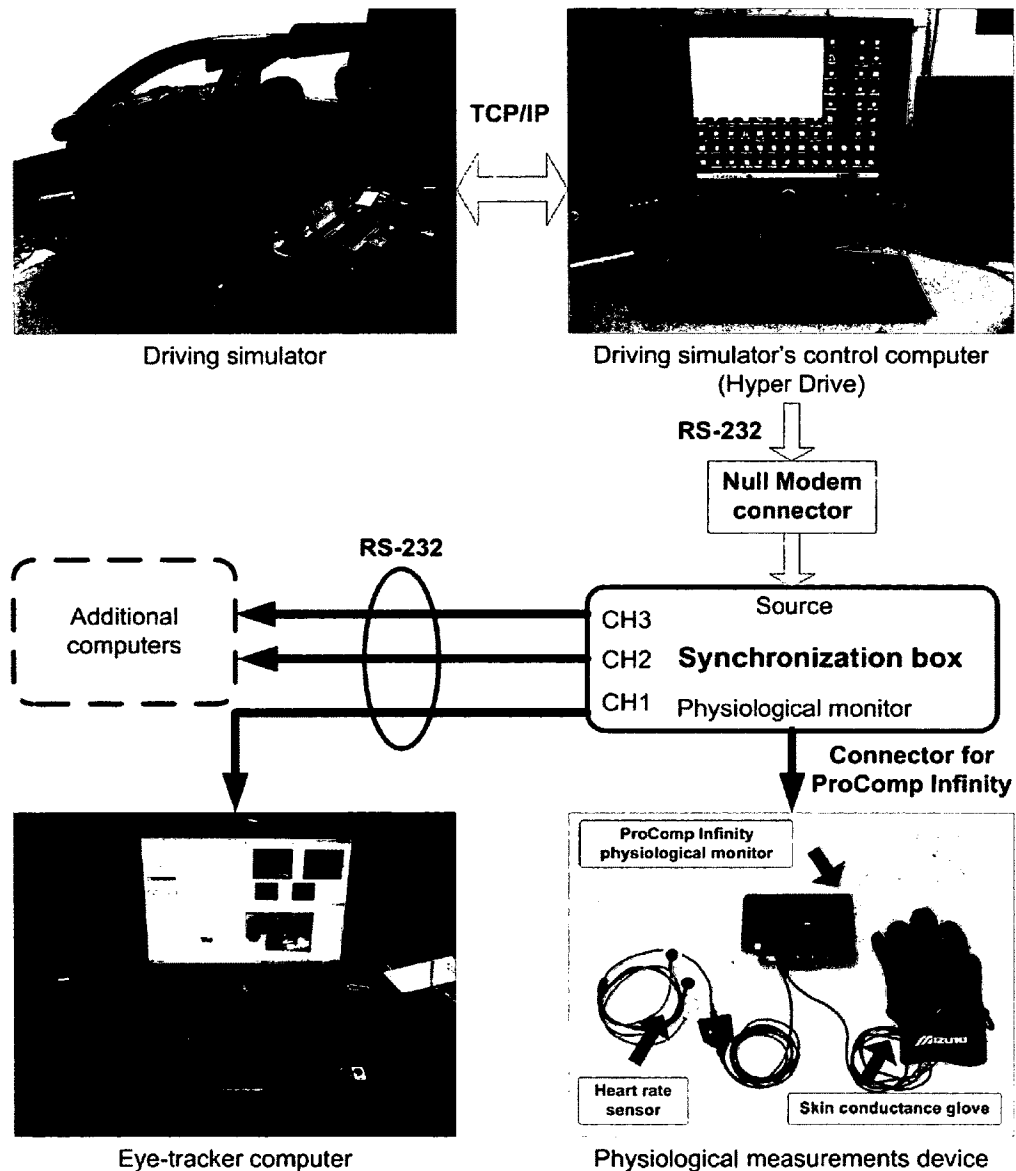 TCP/IP
Driving simulator
Driving simulator's control computer
(Hyper Drive)
RS-232
Null Modem
connector
RS-232
Additional
computers
CH3
CH2
CH1
Source
Synchronization box
Physiological monitor
Connector for
ProComp Infinity
ProComp Infinity
physiological monitor
Heart rate
sensor
MIZUNO
Skin conductance glove
Eye-tracker computer
Physiological measurements device